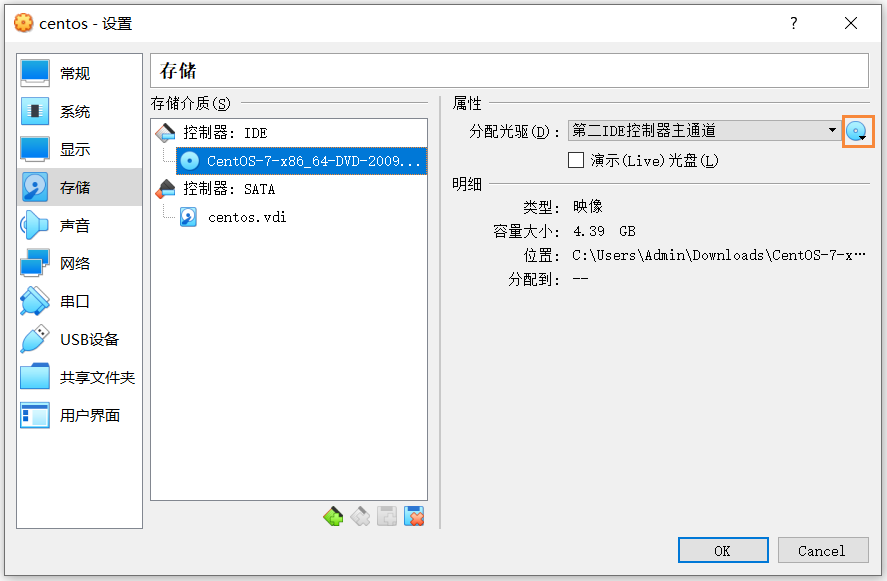 centos - 设置
?
常规
系统
显示
存储
声音
网络
串口
USB设备
共享文件夹
用户界面
存储
存储介质(S)
控制器: IDE
CentOS-7-x86_64-DVD-2009...
控制器: SATA
centos.vdi
属性
分配光驱(D): 第二IDE控制器主通道
演示(Live)光盘(L)
明细
类型: 映像
容量大小: 4.39 GB
位置: C:\Users\Admin\Downloads\CentOS-7-x…
分配到: --
OK
Cancel